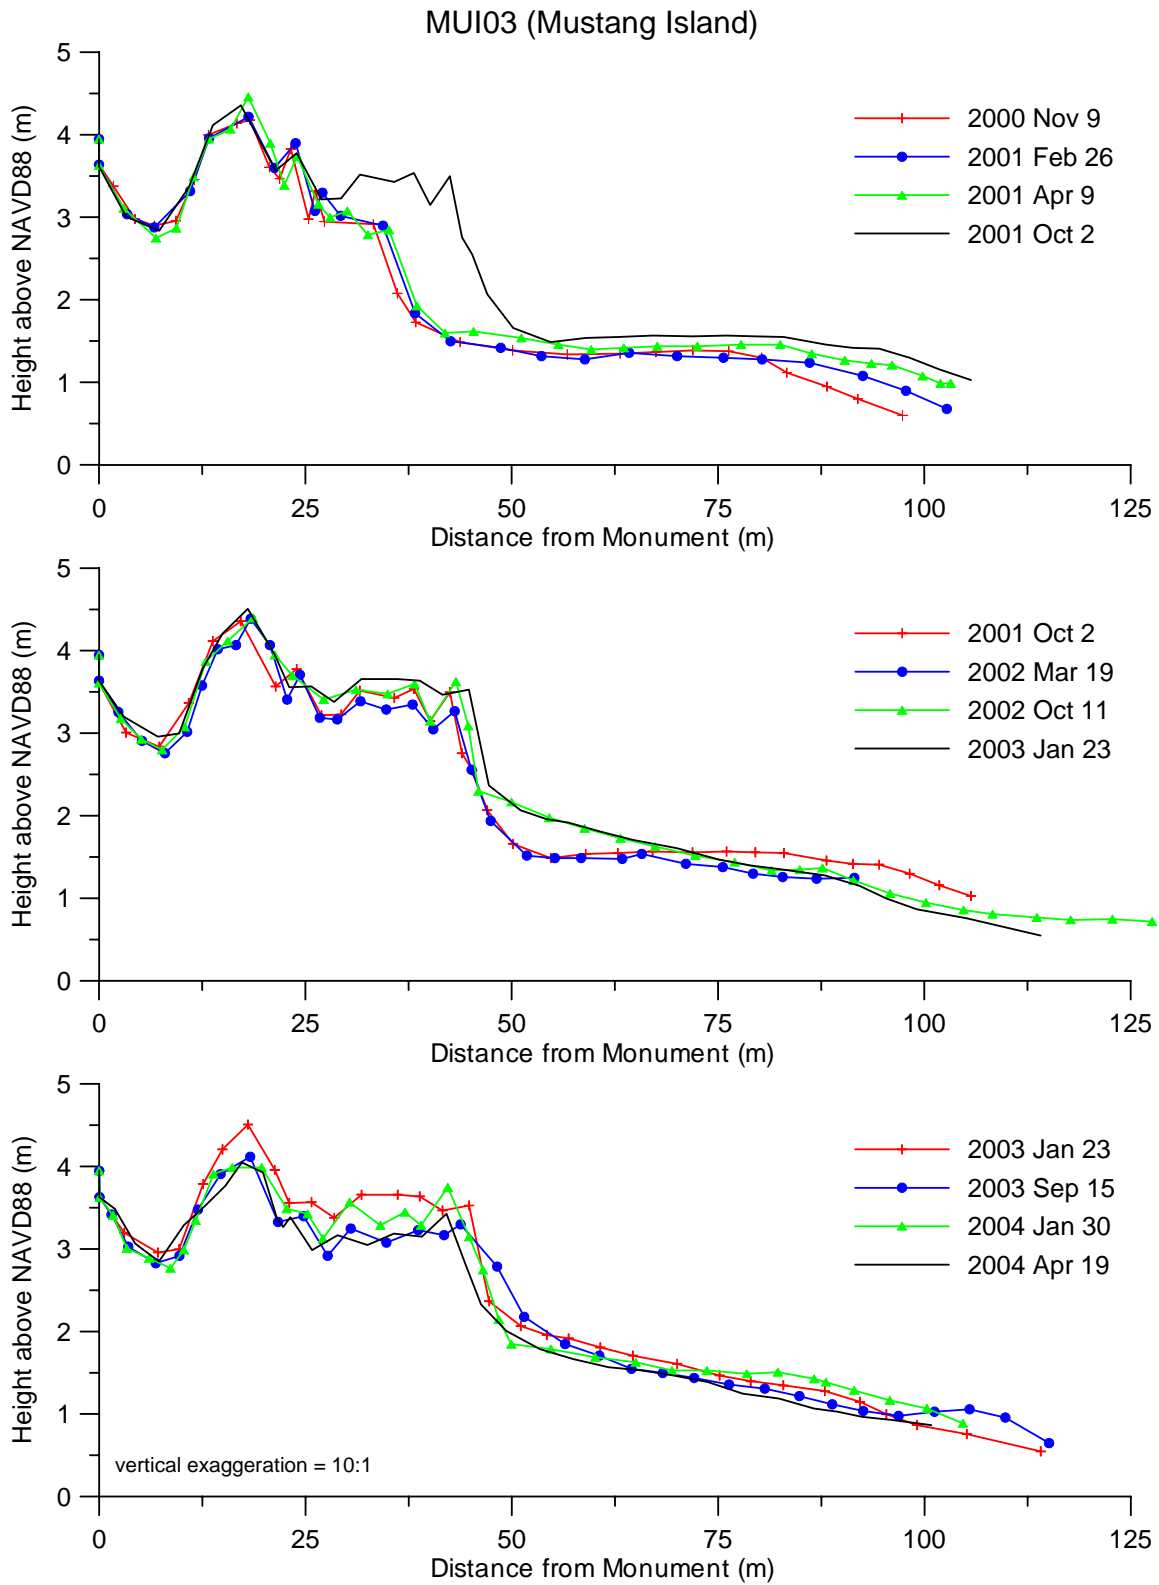 MUI03 (Mustang Island)
Height above NAVD88 (m)
5
4
3
2
1
0
0 25 50 75 100 125
Distance from Monument (m)
2000 Nov 9
2001 Feb 26
2001 Apr 9
2001 Oct 2
Height above NAVD88 (m)
5
4
3
2
1
0
0 25 50 75 100 125
Distance from Monument (m)
2001 Oct 2
2002 Mar 19
2002 Oct 11
2003 Jan 23
Height above NAVD88 (m)
5
4
3
2
1
0
0 25 50 75 100 125
Distance from Monument (m)
2003 Jan 23
2003 Sep 15
2004 Jan 30
2004 Apr 19
vertical exaggeration = 10:1